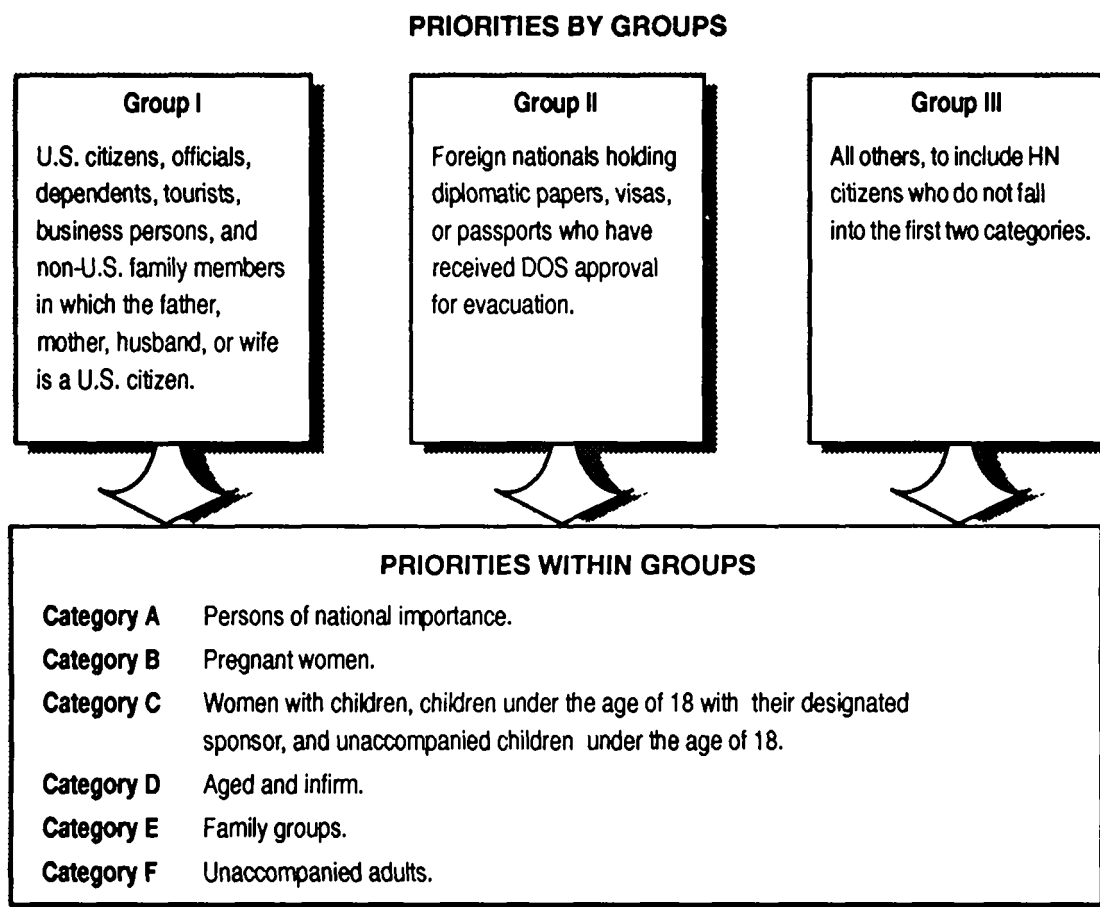 PRIORITIES BY GROUPS
Group I
U.S. citizens, officials,
dependents, tourists,
business persons, and
non-U.S. family members
in which the father,
mother, husband, or wife
is a U.S. citizen.
Group II
Foreign nationals holding
diplomatic papers, visas,
or passports who have
received DOS approval
for evacuation.
Group III
All others, to include HN
citizens who do not fall
into the first two categories.
PRIORITIES WITHIN GROUPS
Category A Persons of national importance.
Category B Pregnant women.
Category C Women with children, children under the age of 18 with their designated
sponsor, and unaccompanied children under the age of 18.
Category D Aged and infirm.
Category E Family groups.
Category F Unaccompanied adults.